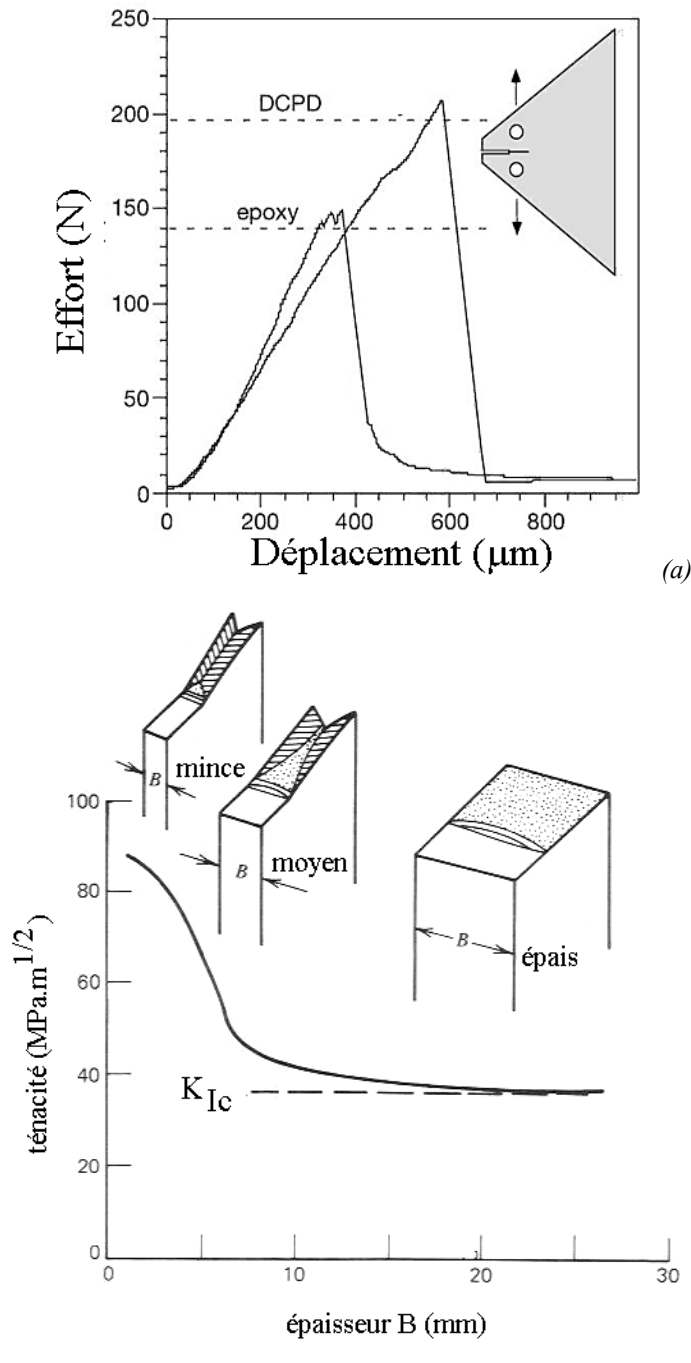 250
200
150
100
50
0
Effort (N)
DCPD
epoxy
0 200 400 600 800
Déplacement (µm)
(a)
B mince
B moyen
B épais
100
80
60
40
20
0
ténacité (MPa.m1/2)
KIc
0 10 20 30
épaisseur B (mm)